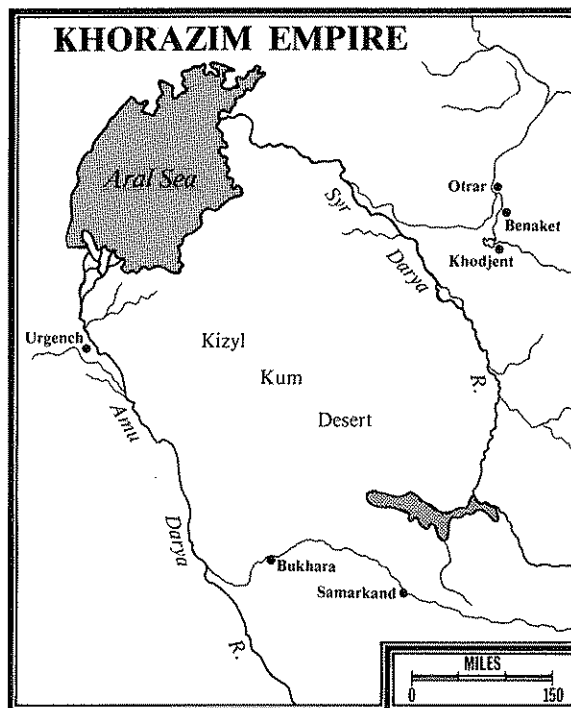 KHORAZIM EMPIRE
Aral Sea
Otrar
Syr
Benaket
Khodjent
Darya
Urgench
Kizyl
Kum
R.
Amu
Desert
Darya
Bukhara
Samarkand
R.
MILES
0 150